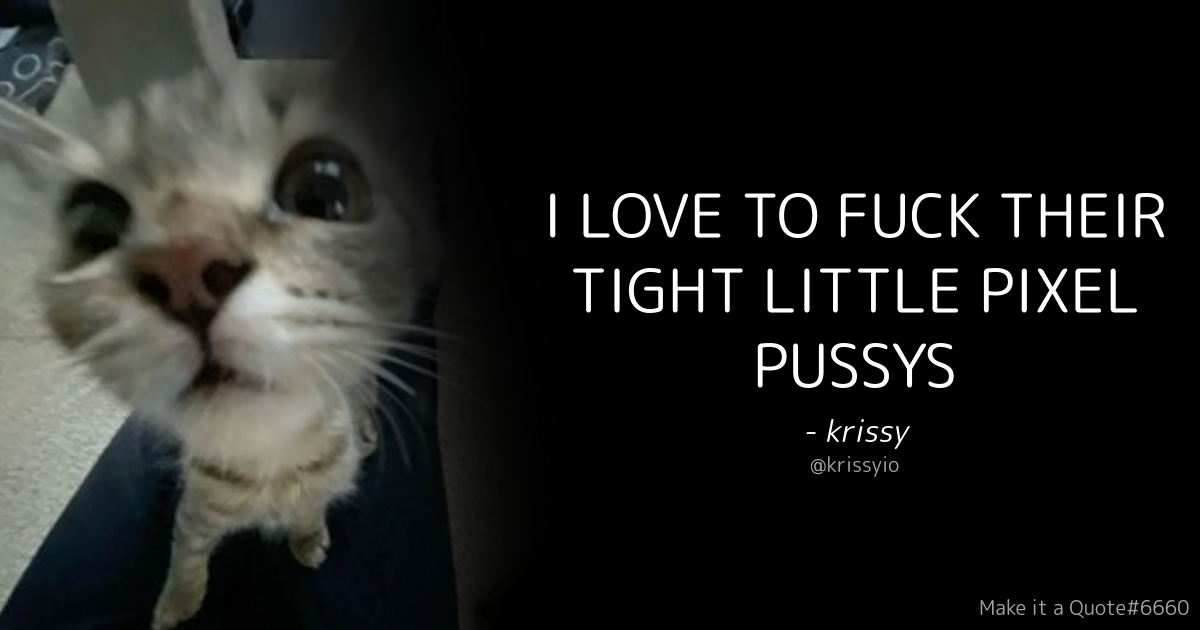 I LOVE TO FUCK THEIR
TIGHT LITTLE PIXEL
PUSSYS
- krissy
@krissyio
Make it a Quote#6660